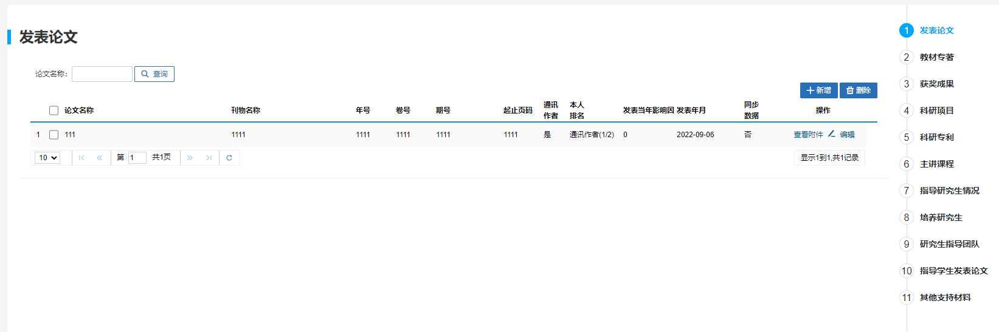 发表论文
论文名称: 查询
新增 删除
论文名称 刊物名称 年号 卷号 期号 起止页码 通讯作者 本人排名 发表当年影响因 发表年月 同步数据 操作
1 111 1111 1111 1111 1111 1111 是 通讯作者(1/2) 0 2022-09-06 否 查看附件 编辑
10 第 1 共1页 显示1到1,共1记录
1 发表论文
2 教材专著
3 获奖成果
4 科研项目
5 科研专利
6 主讲课程
7 指导研究生情况
8 培养研究生
9 研究生指导团队
10 指导学生发表论文
11 其他支持材料